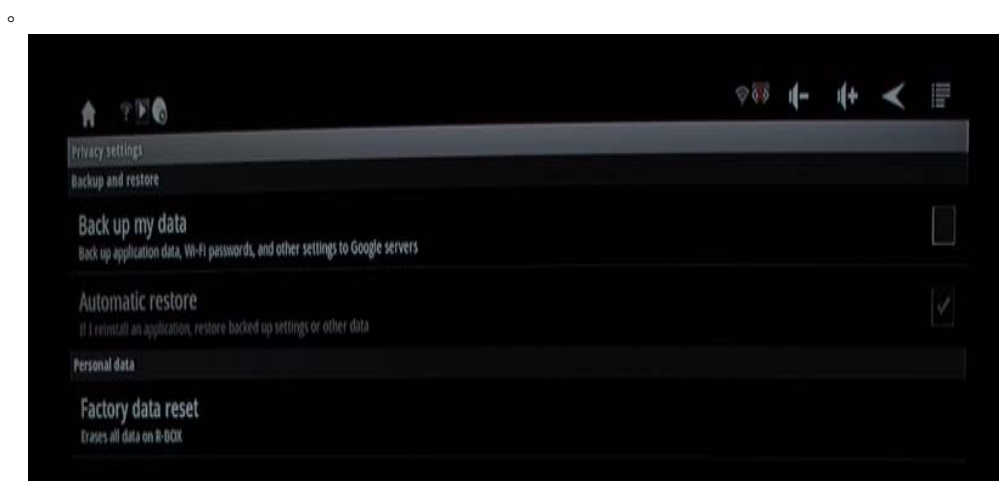 Privacy settings
Backup and restore
Back up my data
Back up application data, Wi-Fi passwords, and other settings to Google servers
Automatic restore
If I reinstall an application, restore backed up settings or other data
Personal data
Factory data reset
Erases all data on R-BOX